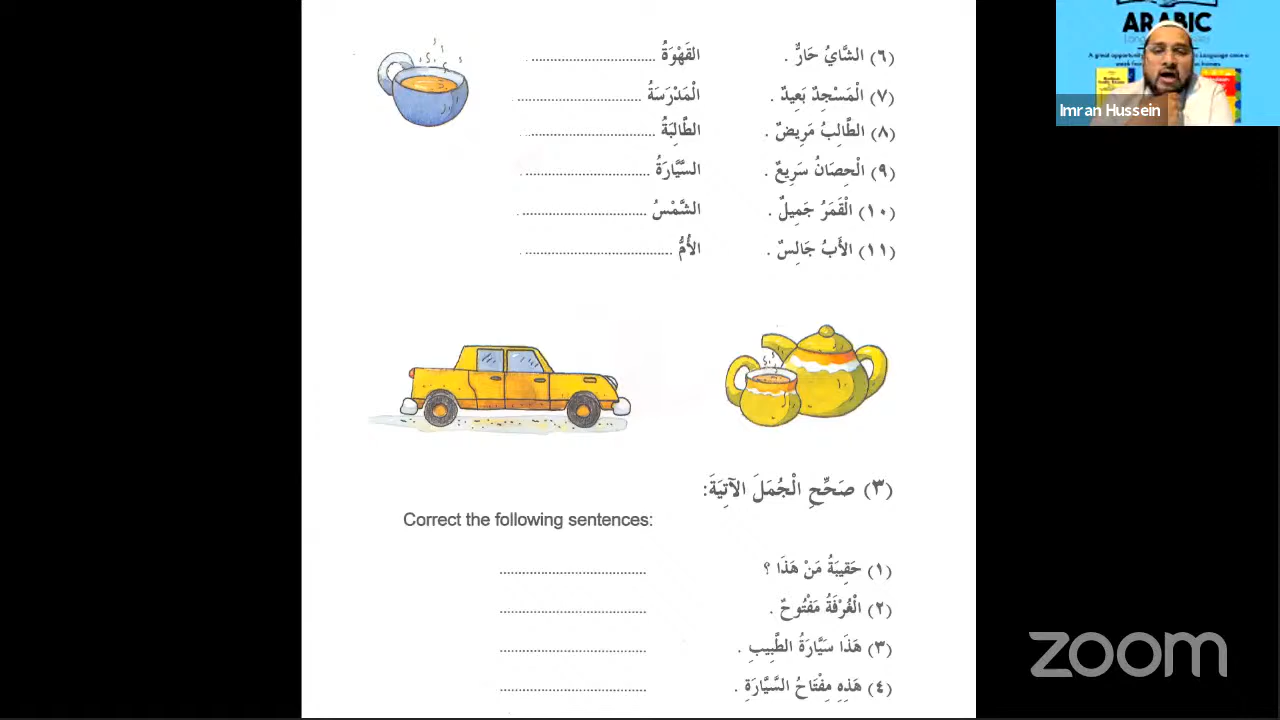 (٦) الشَّايُ حَارٌّ . القَهْوَةُ ............................ .
(٧) الْمَسْجِدُ بَعِيدٌ . الْمَدْرَسَةُ ............................ .
(٨) الطَّالِبُ مَرِيضٌ . الطَّالِبَةُ ............................ .
(٩) الْحِصَانُ سَرِيعٌ . السَّيَّارَةُ ............................ .
(١٠) الْقَمَرُ جَمِيلٌ . الشَّمْسُ ............................ .
(١١) الأَبُ جَالِسٌ . الأُمُّ ................................. .
(٣) صَحِّحِ الْجُمَلَ الآتِيَةَ:
Correct the following sentences:
(١) حَقِيبَةُ مَنْ هَذَا ؟ .................................
(٢) الْغُرْفَةُ مَفْتُوحٌ . .................................
(٣) هَذَا سَيَّارَةُ الطَّبِيبِ . .................................
(٤) هَذِهِ مِفْتَاحُ السَّيَّارَةِ . .................................
ARABIC
Imran Hussein
zoom